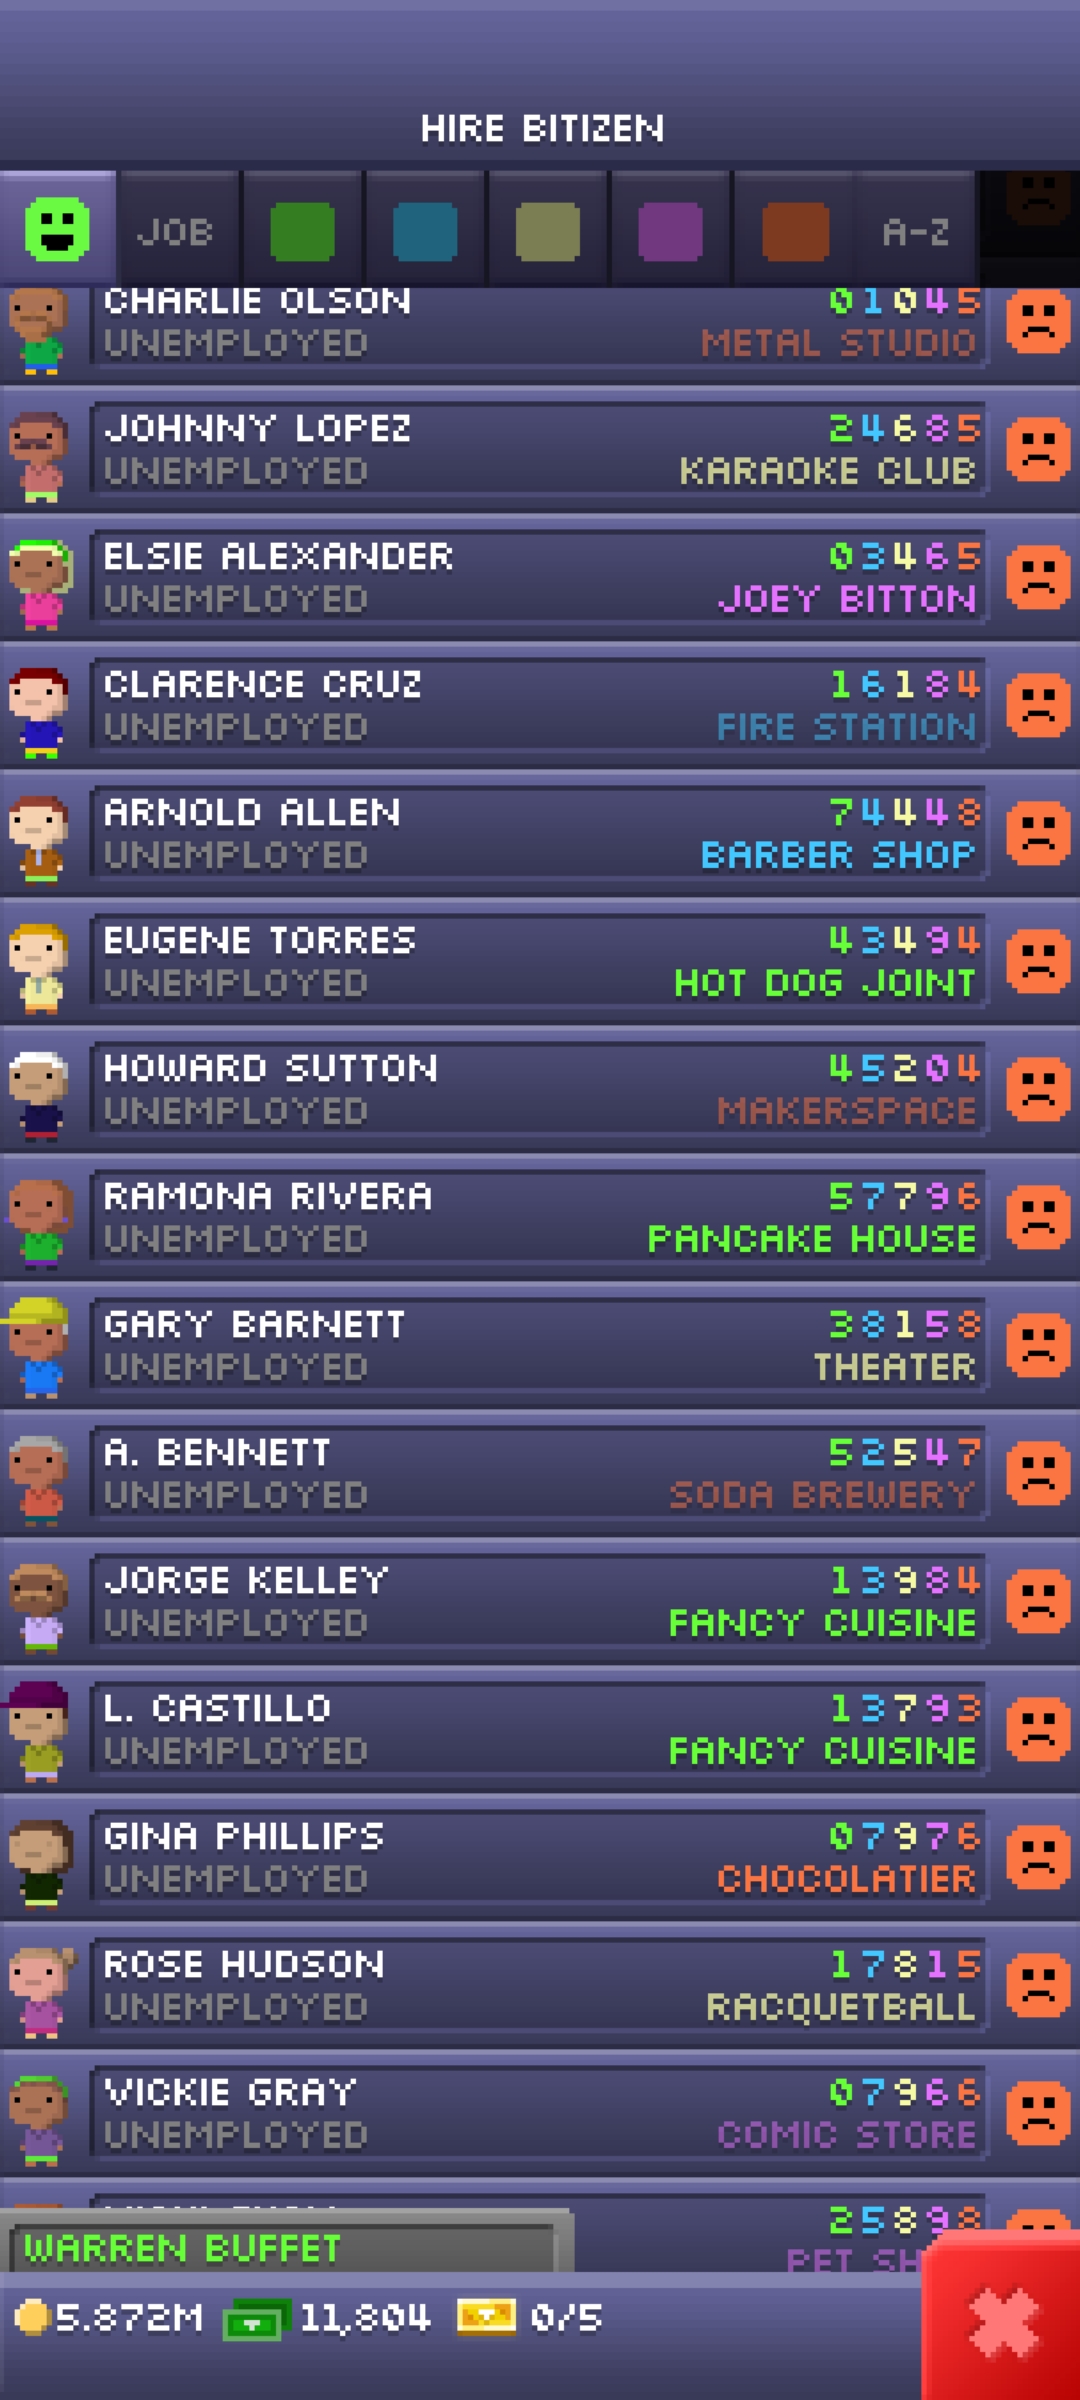 HIRE BITIZEN
JOB
A-Z
CHARLIE OLSON 01045
UNEMPLOYED METAL STUDIO
JOHNNY LOPEZ 24685
UNEMPLOYED KARAOKE CLUB
ELSIE ALEXANDER 03465
UNEMPLOYED JOEY BITTON
CLARENCE CRUZ 16184
UNEMPLOYED FIRE STATION
ARNOLD ALLEN 74448
UNEMPLOYED BARBER SHOP
EUGENE TORRES 43494
UNEMPLOYED HOT DOG JOINT
HOWARD SUTTON 45204
UNEMPLOYED MAKERSPACE
RAMONA RIVERA 57796
UNEMPLOYED PANCAKE HOUSE
GARY BARNETT 38158
UNEMPLOYED THEATER
A. BENNETT 52547
UNEMPLOYED SODA BREWERY
JORGE KELLEY 13984
UNEMPLOYED FANCY CUISINE
L. CASTILLO 13793
UNEMPLOYED FANCY CUISINE
GINA PHILLIPS 07976
UNEMPLOYED CHOCOLATIER
ROSE HUDSON 17815
UNEMPLOYED RACQUETBALL
VICKIE GRAY 07966
UNEMPLOYED COMIC STORE
25898
PET SH
WARREN BUFFET
5.872M 11,804 0/5